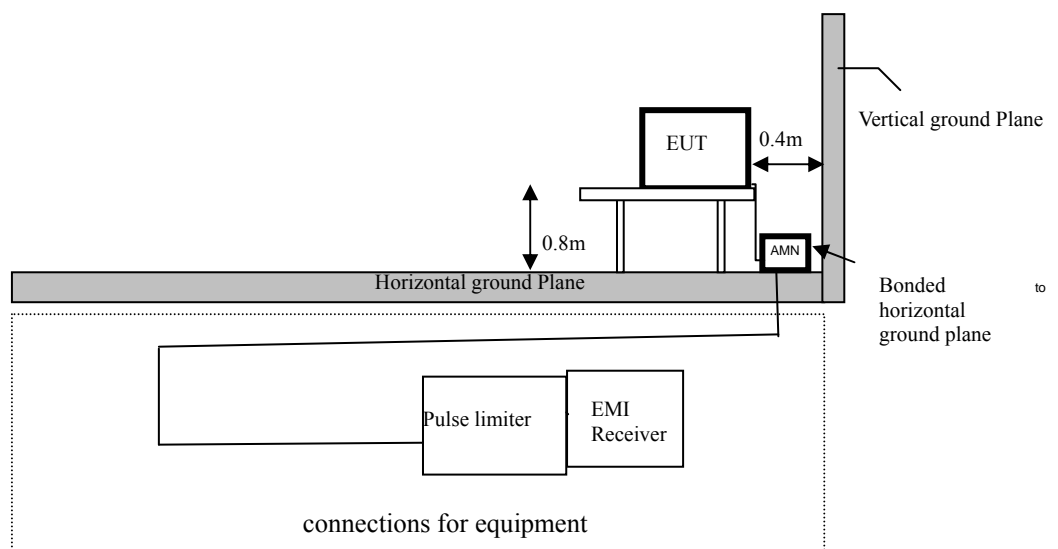 EUT
0.4m
Vertical ground Plane
0.8m
AMN
Horizontal ground Plane
Bonded to
horizontal
ground plane
Pulse limiter
EMI
Receiver
connections for equipment